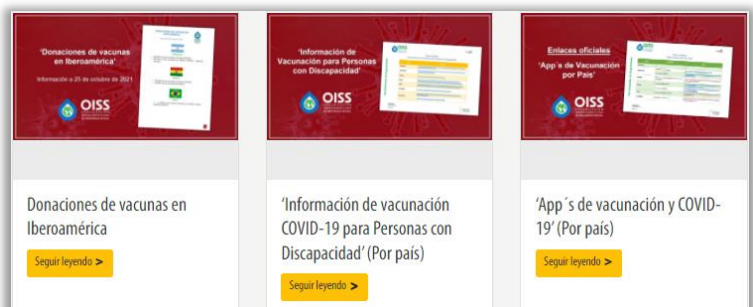 'Donaciones de vacunas
en Iberoamérica'
Información a 25 de octubre de 2021
OISS
Donaciones de vacunas en
Iberoamérica
Seguir leyendo >
'Información de
Vacunación para Personas
con Discapacidad'
OISS
'Información de vacunación
COVID-19 para Personas con
Discapacidad' (Por país)
Seguir leyendo >
Enlaces oficiales
'App´s de Vacunación
por País'
OISS
'App´s de vacunación y COVID-
19' (Por país)
Seguir leyendo >